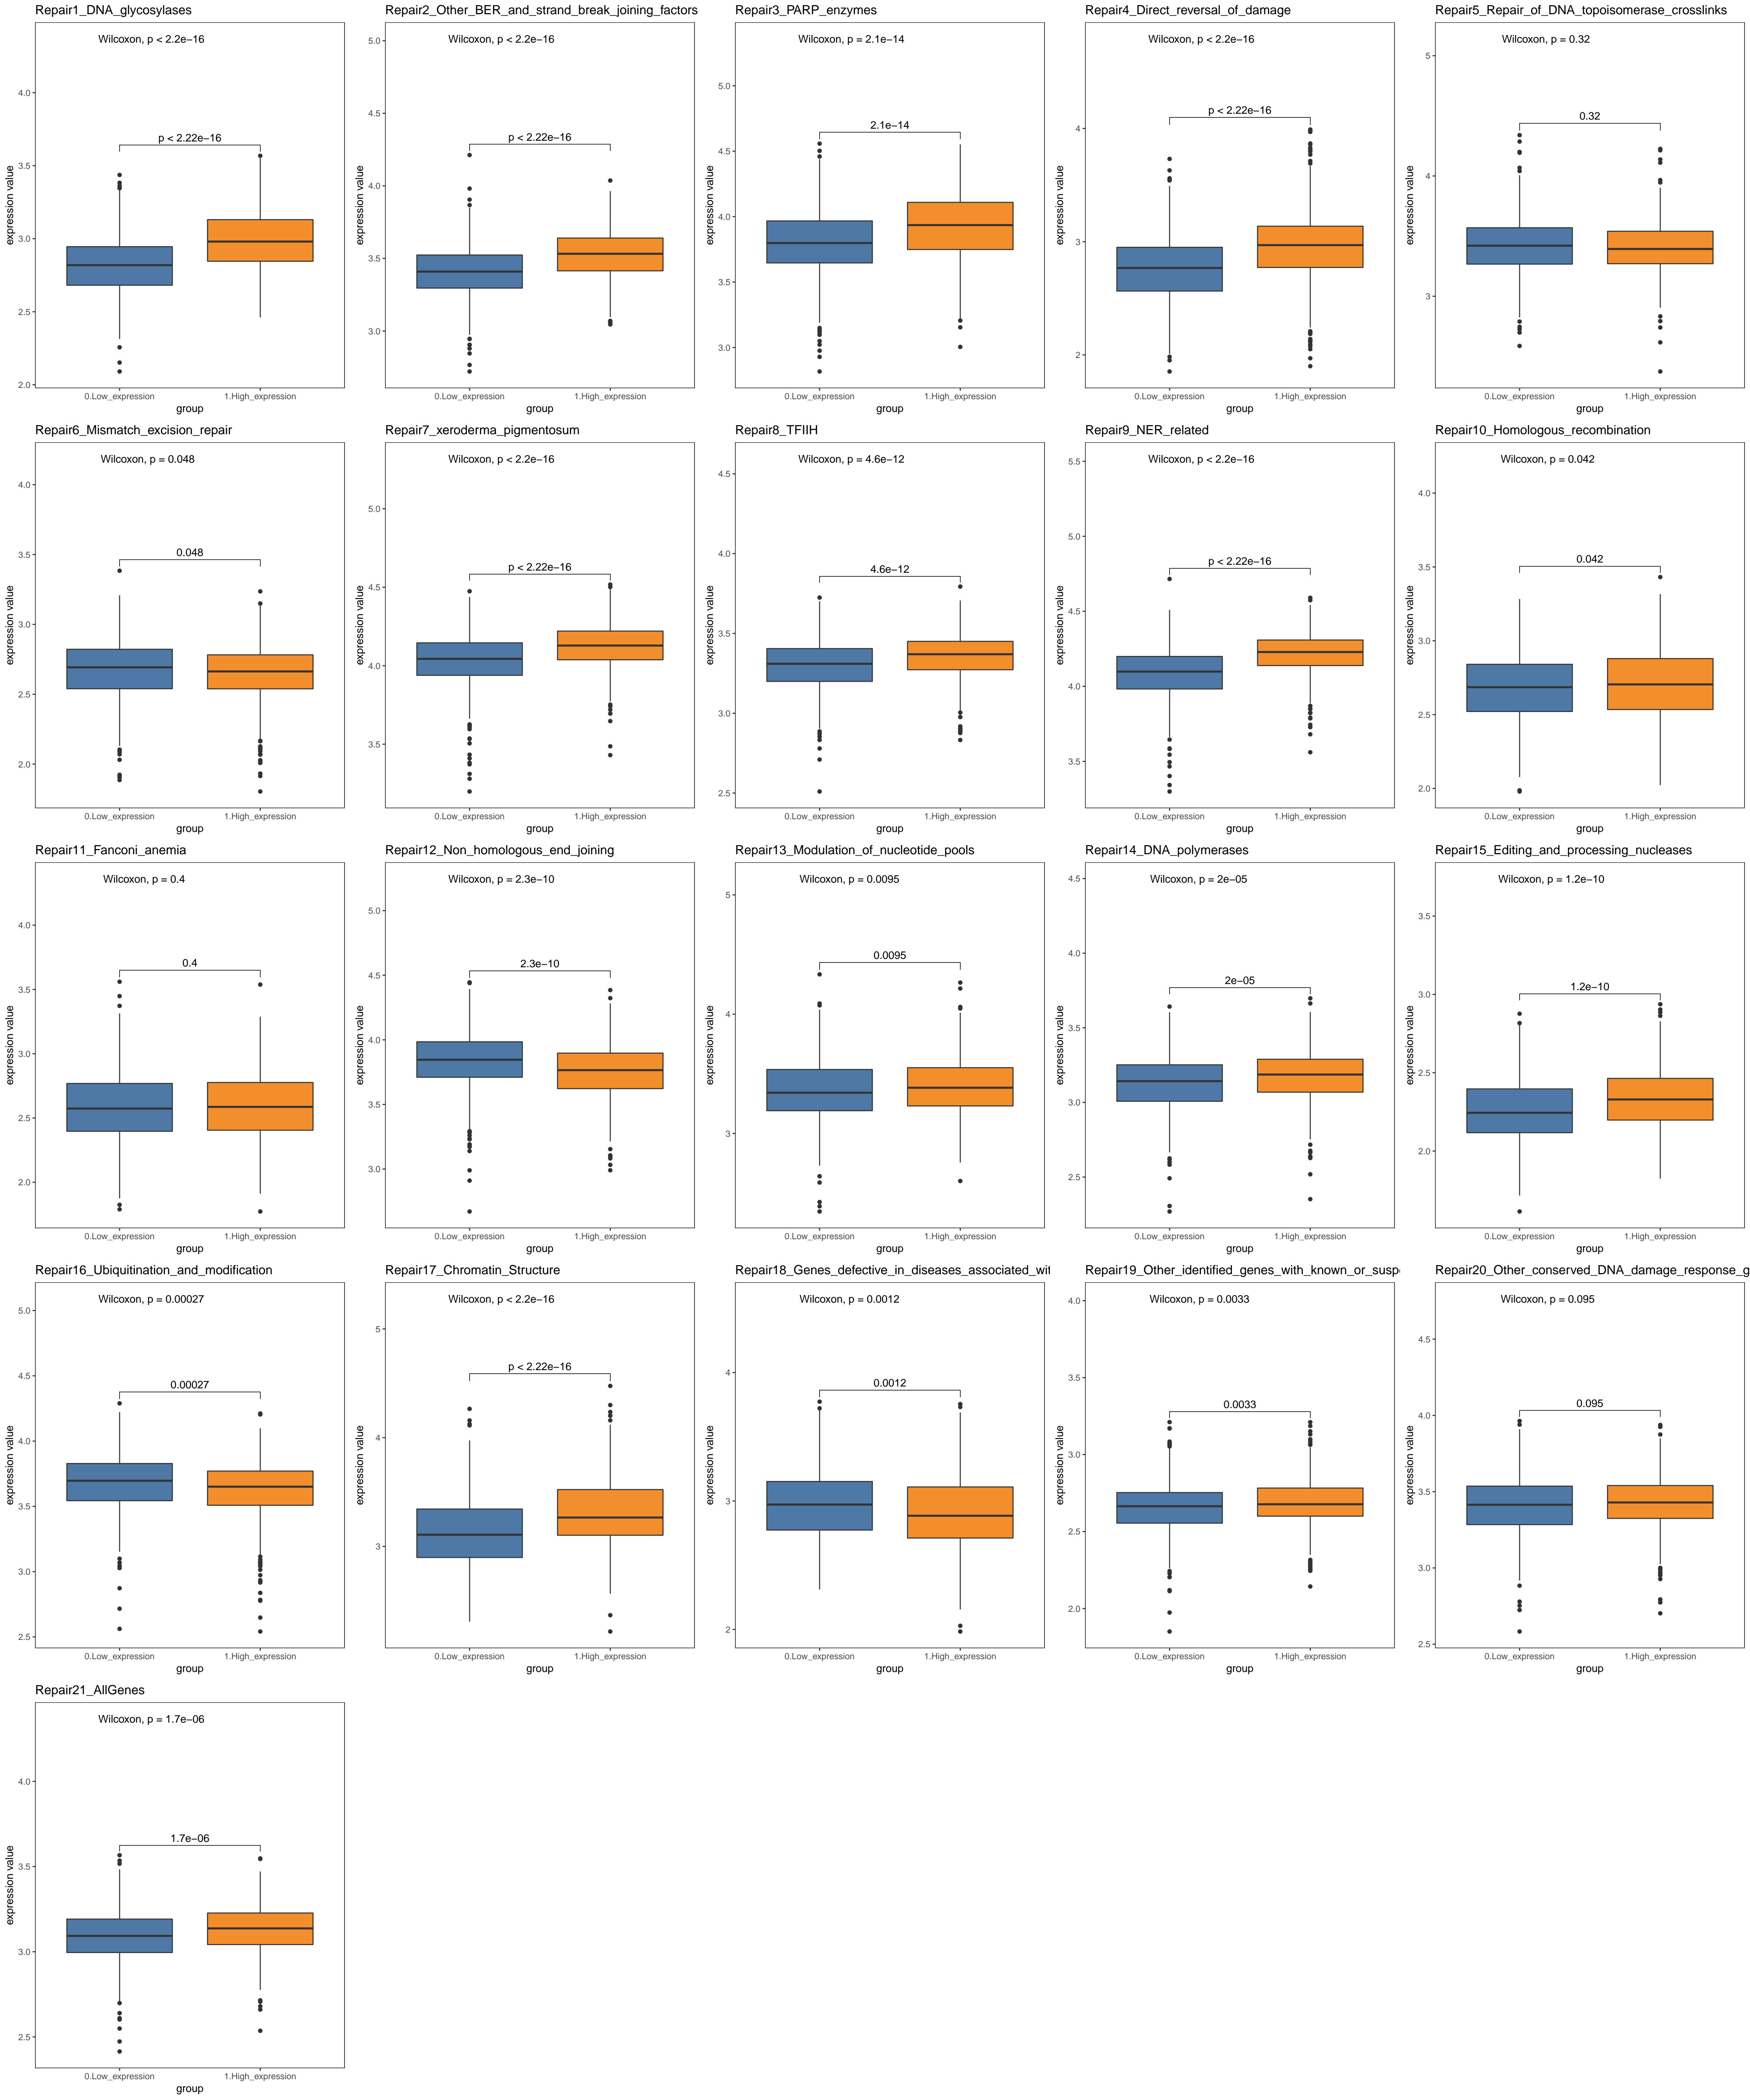 Repair1_DNA_glycosylases
Wilcoxon, p < 2.2e−16
p < 2.22e−16
4.0
3.5
3.0
2.5
2.0
expression value
0.Low_expression 1.High_expression
group
Repair2_Other_BER_and_strand_break_joining_factors
Wilcoxon, p < 2.2e−16
p < 2.22e−16
5.0
4.5
4.0
3.5
3.0
expression value
0.Low_expression 1.High_expression
group
Repair3_PARP_enzymes
Wilcoxon, p = 2.1e−14
2.1e−14
5.0
4.5
4.0
3.5
3.0
expression value
0.Low_expression 1.High_expression
group
Repair4_Direct_reversal_of_damage
Wilcoxon, p < 2.2e−16
p < 2.22e−16
4
3
2
expression value
0.Low_expression 1.High_expression
group
Repair5_Repair_of_DNA_topoisomerase_crosslinks
Wilcoxon, p = 0.32
0.32
5
4
3
expression value
0.Low_expression 1.High_expression
group
Repair6_Mismatch_excision_repair
Wilcoxon, p = 0.048
0.048
4.0
3.5
3.0
2.5
2.0
expression value
0.Low_expression 1.High_expression
group
Repair7_xeroderma_pigmentosum
Wilcoxon, p < 2.2e−16
p < 2.22e−16
5.0
4.5
4.0
3.5
expression value
0.Low_expression 1.High_expression
group
Repair8_TFIIH
Wilcoxon, p = 4.6e−12
4.6e−12
4.5
4.0
3.5
3.0
2.5
expression value
0.Low_expression 1.High_expression
group
Repair9_NER_related
Wilcoxon, p < 2.2e−16
p < 2.22e−16
5.5
5.0
4.5
4.0
3.5
expression value
0.Low_expression 1.High_expression
group
Repair10_Homologous_recombination
Wilcoxon, p = 0.042
0.042
4.0
3.5
3.0
2.5
2.0
expression value
0.Low_expression 1.High_expression
group
Repair11_Fanconi_anemia
Wilcoxon, p = 0.4
0.4
4.0
3.5
3.0
2.5
2.0
expression value
0.Low_expression 1.High_expression
group
Repair12_Non_homologous_end_joining
Wilcoxon, p = 2.3e−10
2.3e−10
5.0
4.5
4.0
3.5
3.0
expression value
0.Low_expression 1.High_expression
group
Repair13_Modulation_of_nucleotide_pools
Wilcoxon, p = 0.0095
0.0095
5
4
3
expression value
0.Low_expression 1.High_expression
group
Repair14_DNA_polymerases
Wilcoxon, p = 2e−05
2e−05
4.5
4.0
3.5
3.0
2.5
expression value
0.Low_expression 1.High_expression
group
Repair15_Editing_and_processing_nucleases
Wilcoxon, p = 1.2e−10
1.2e−10
3.5
3.0
2.5
2.0
expression value
0.Low_expression 1.High_expression
group
Repair16_Ubiquitination_and_modification
Wilcoxon, p = 0.00027
0.00027
5.0
4.5
4.0
3.5
3.0
2.5
expression value
0.Low_expression 1.High_expression
group
Repair17_Chromatin_Structure
Wilcoxon, p < 2.2e−16
p < 2.22e−16
5
4
3
expression value
0.Low_expression 1.High_expression
group
Repair18_Genes_defective_in_diseases_associated_wit
Wilcoxon, p = 0.0012
0.0012
4
3
2
expression value
0.Low_expression 1.High_expression
group
Repair19_Other_identified_genes_with_known_or_susp
Wilcoxon, p = 0.0033
0.0033
4.0
3.5
3.0
2.5
2.0
expression value
0.Low_expression 1.High_expression
group
Repair20_Other_conserved_DNA_damage_response_g
Wilcoxon, p = 0.095
0.095
4.5
4.0
3.5
3.0
2.5
expression value
0.Low_expression 1.High_expression
group
Repair21_AllGenes
Wilcoxon, p = 1.7e−06
1.7e−06
4.0
3.5
3.0
2.5
expression value
0.Low_expression 1.High_expression
group